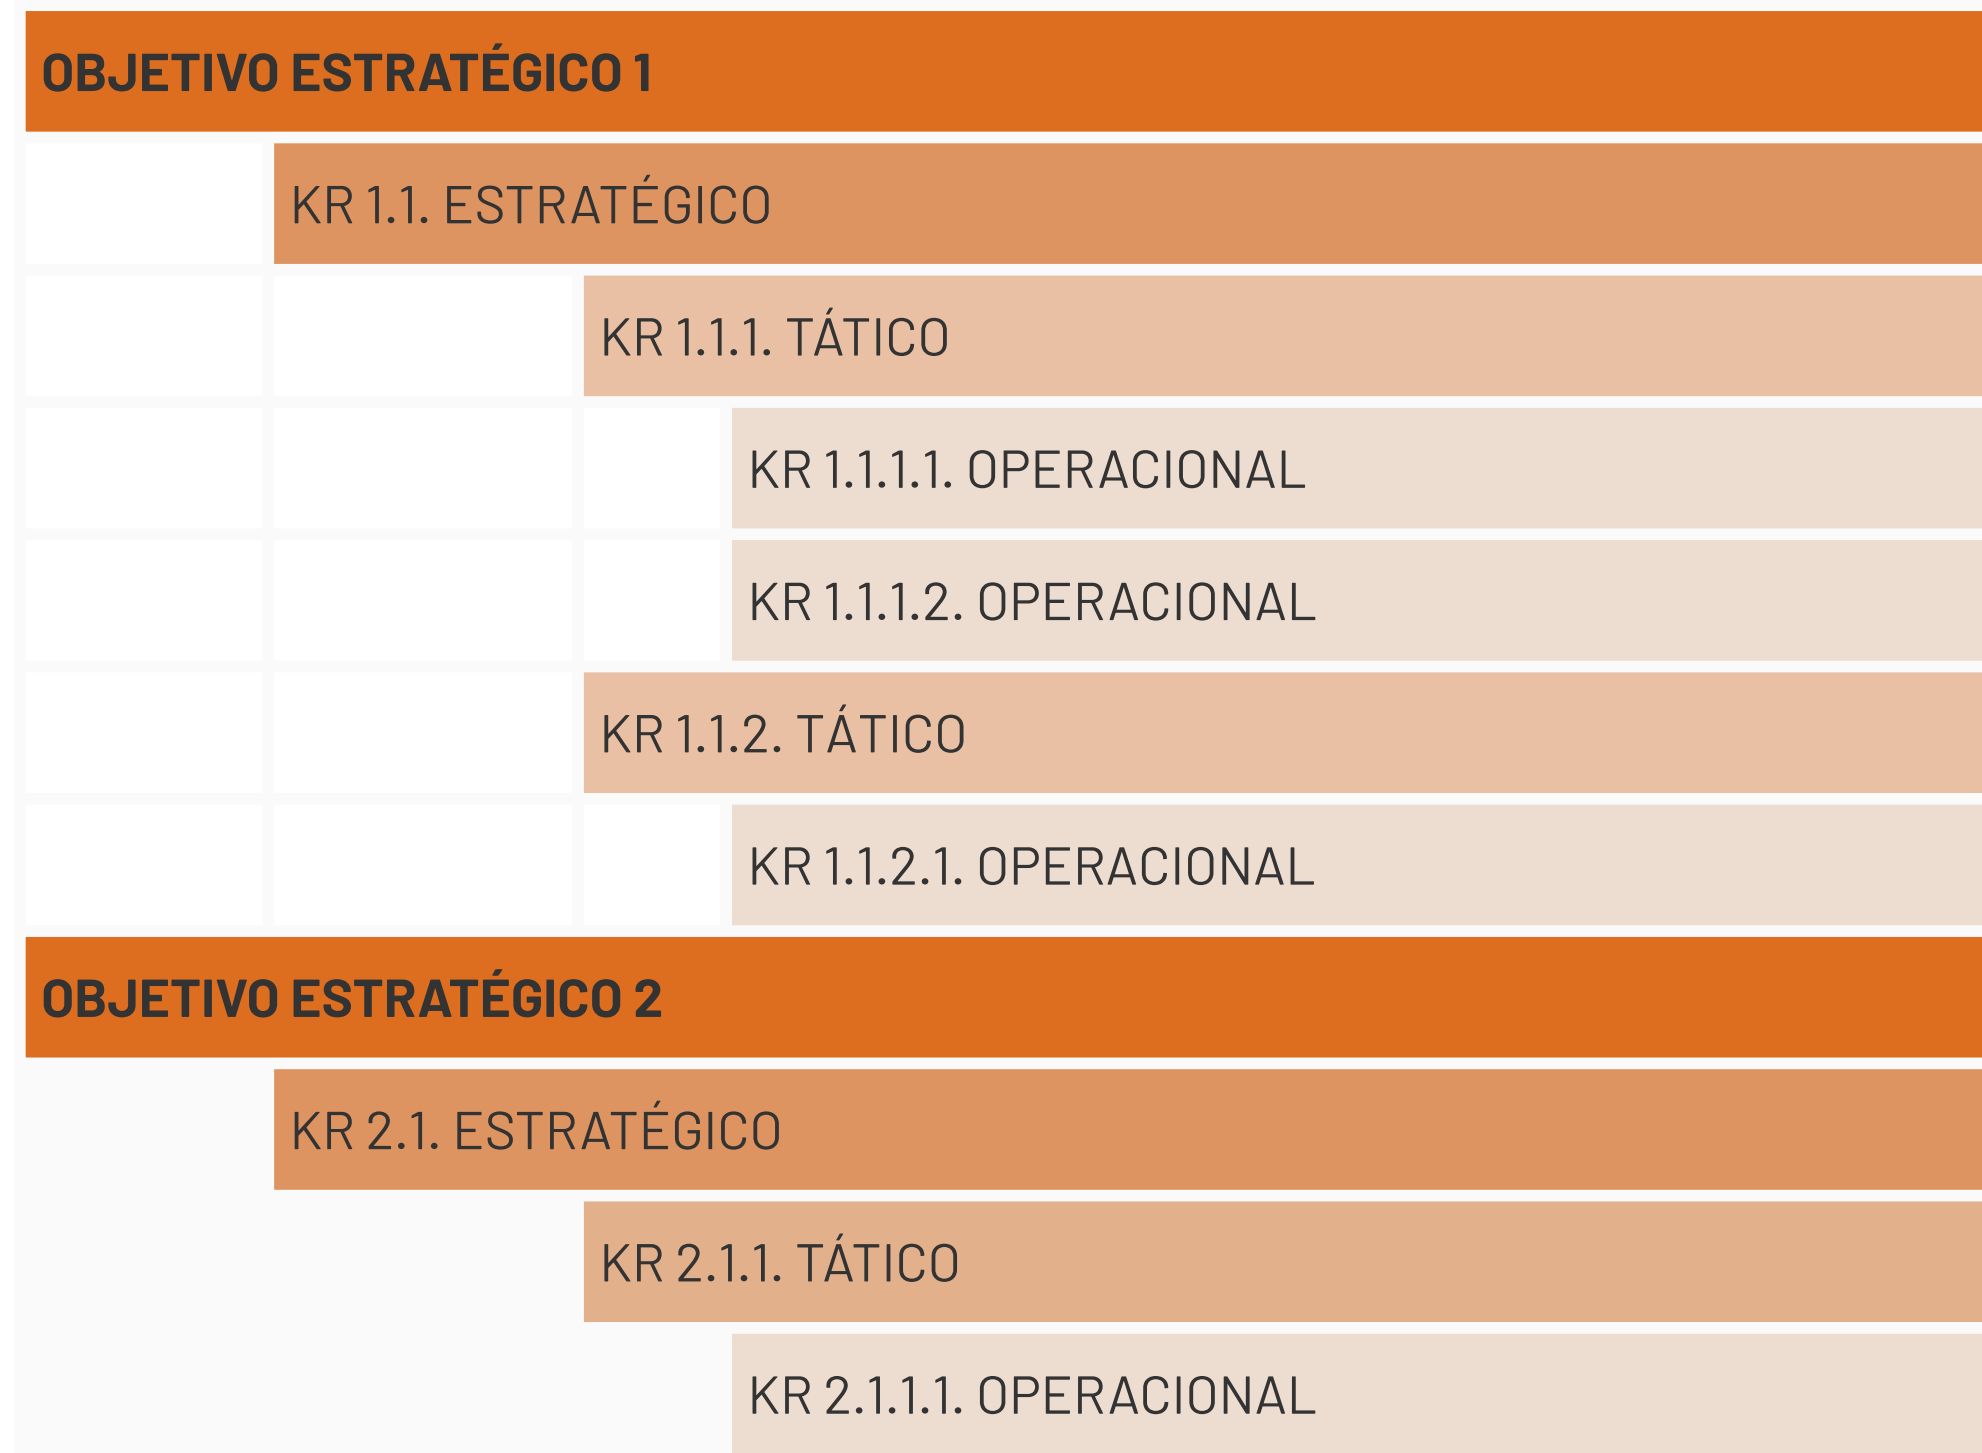 OBJETIVO ESTRATÉGICO 1
KR 1.1. ESTRATÉGICO
KR 1.1.1. TÁTICO
KR 1.1.1.1. OPERACIONAL
KR 1.1.1.2. OPERACIONAL
KR 1.1.2. TÁTICO
KR 1.1.2.1. OPERACIONAL
OBJETIVO ESTRATÉGICO 2
KR 2.1. ESTRATÉGICO
KR 2.1.1. TÁTICO
KR 2.1.1.1. OPERACIONAL